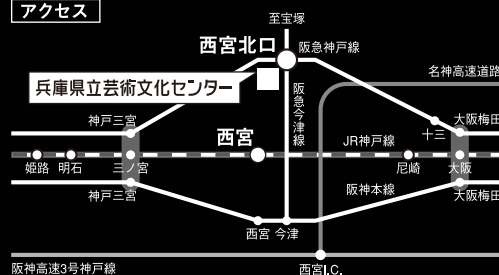 アクセス
至宝塚
西宮北口
阪急神戸線
名神高速道路
兵庫県立芸術文化センター
阪急今津線
神戸三宮
大阪梅田
十三
西宮
JR神戸線
姫路
明石
三ノ宮
尼崎
大阪
神戸三宮
阪神本線
大阪梅田
西宮
今津
阪神高速3号神戸線
西宮I.C.